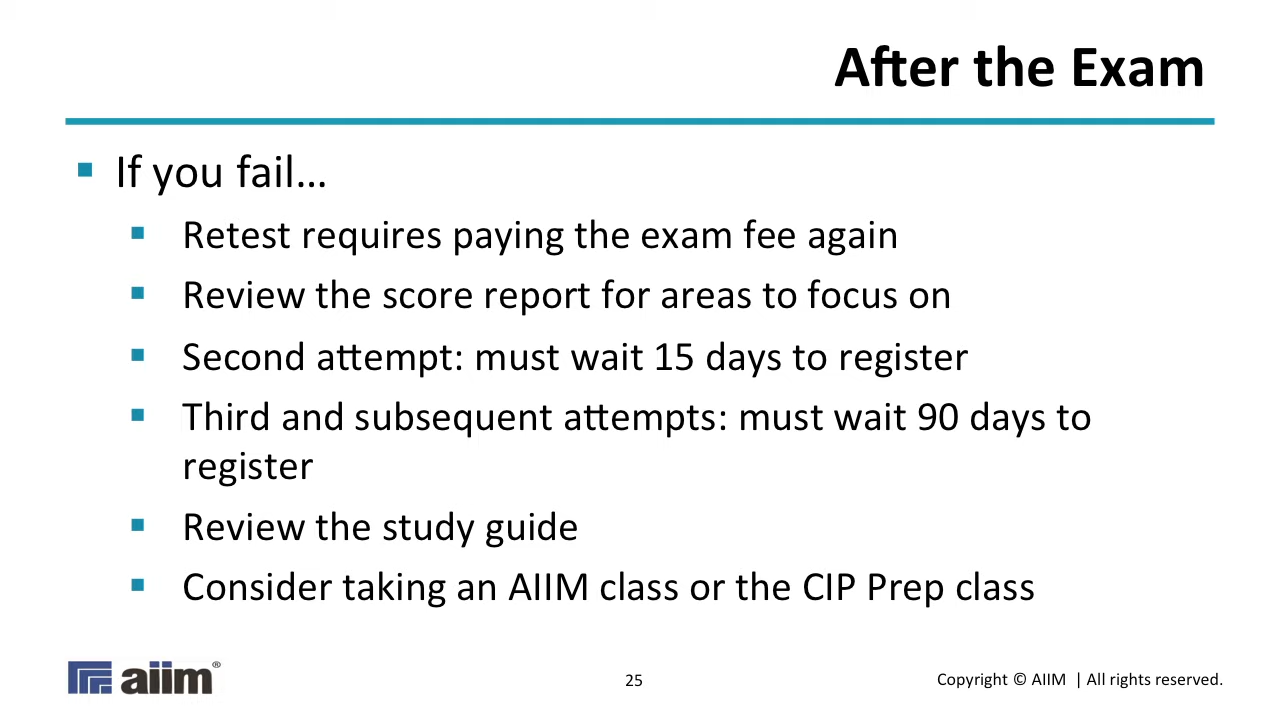 After the Exam
▪ If you fail…
▪ Retest requires paying the exam fee again
▪ Review the score report for areas to focus on
▪ Second attempt: must wait 15 days to register
▪ Third and subsequent attempts: must wait 90 days to
register
▪ Review the study guide
▪ Consider taking an AIIM class or the CIP Prep class
aiim®
25
Copyright © AIIM | All rights reserved.